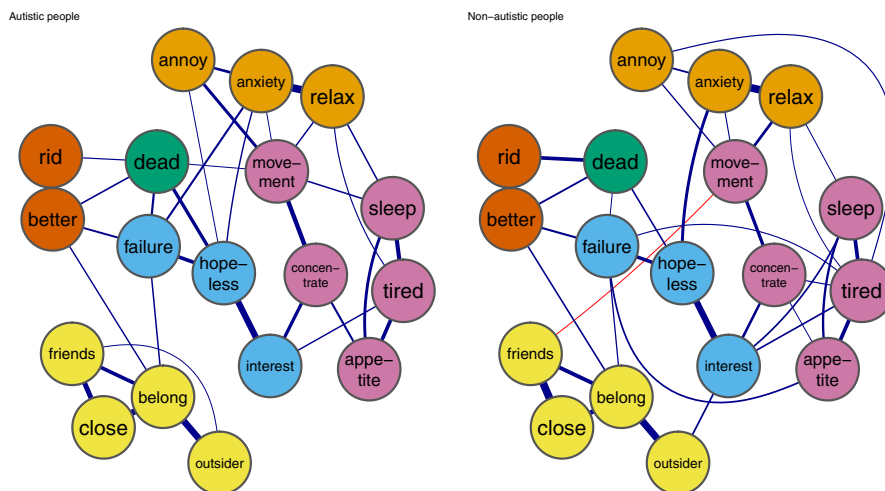 Autistic people
annoy
anxiety
relax
rid
dead
move–
ment
better
sleep
failure
hope–
less
concen–
trate
tired
friends
interest
appe–
tite
belong
close
outsider
Non–autistic people
annoy
anxiety
relax
rid
dead
move–
ment
better
sleep
failure
hope–
less
concen–
trate
tired
friends
interest
appe–
tite
belong
close
outsider